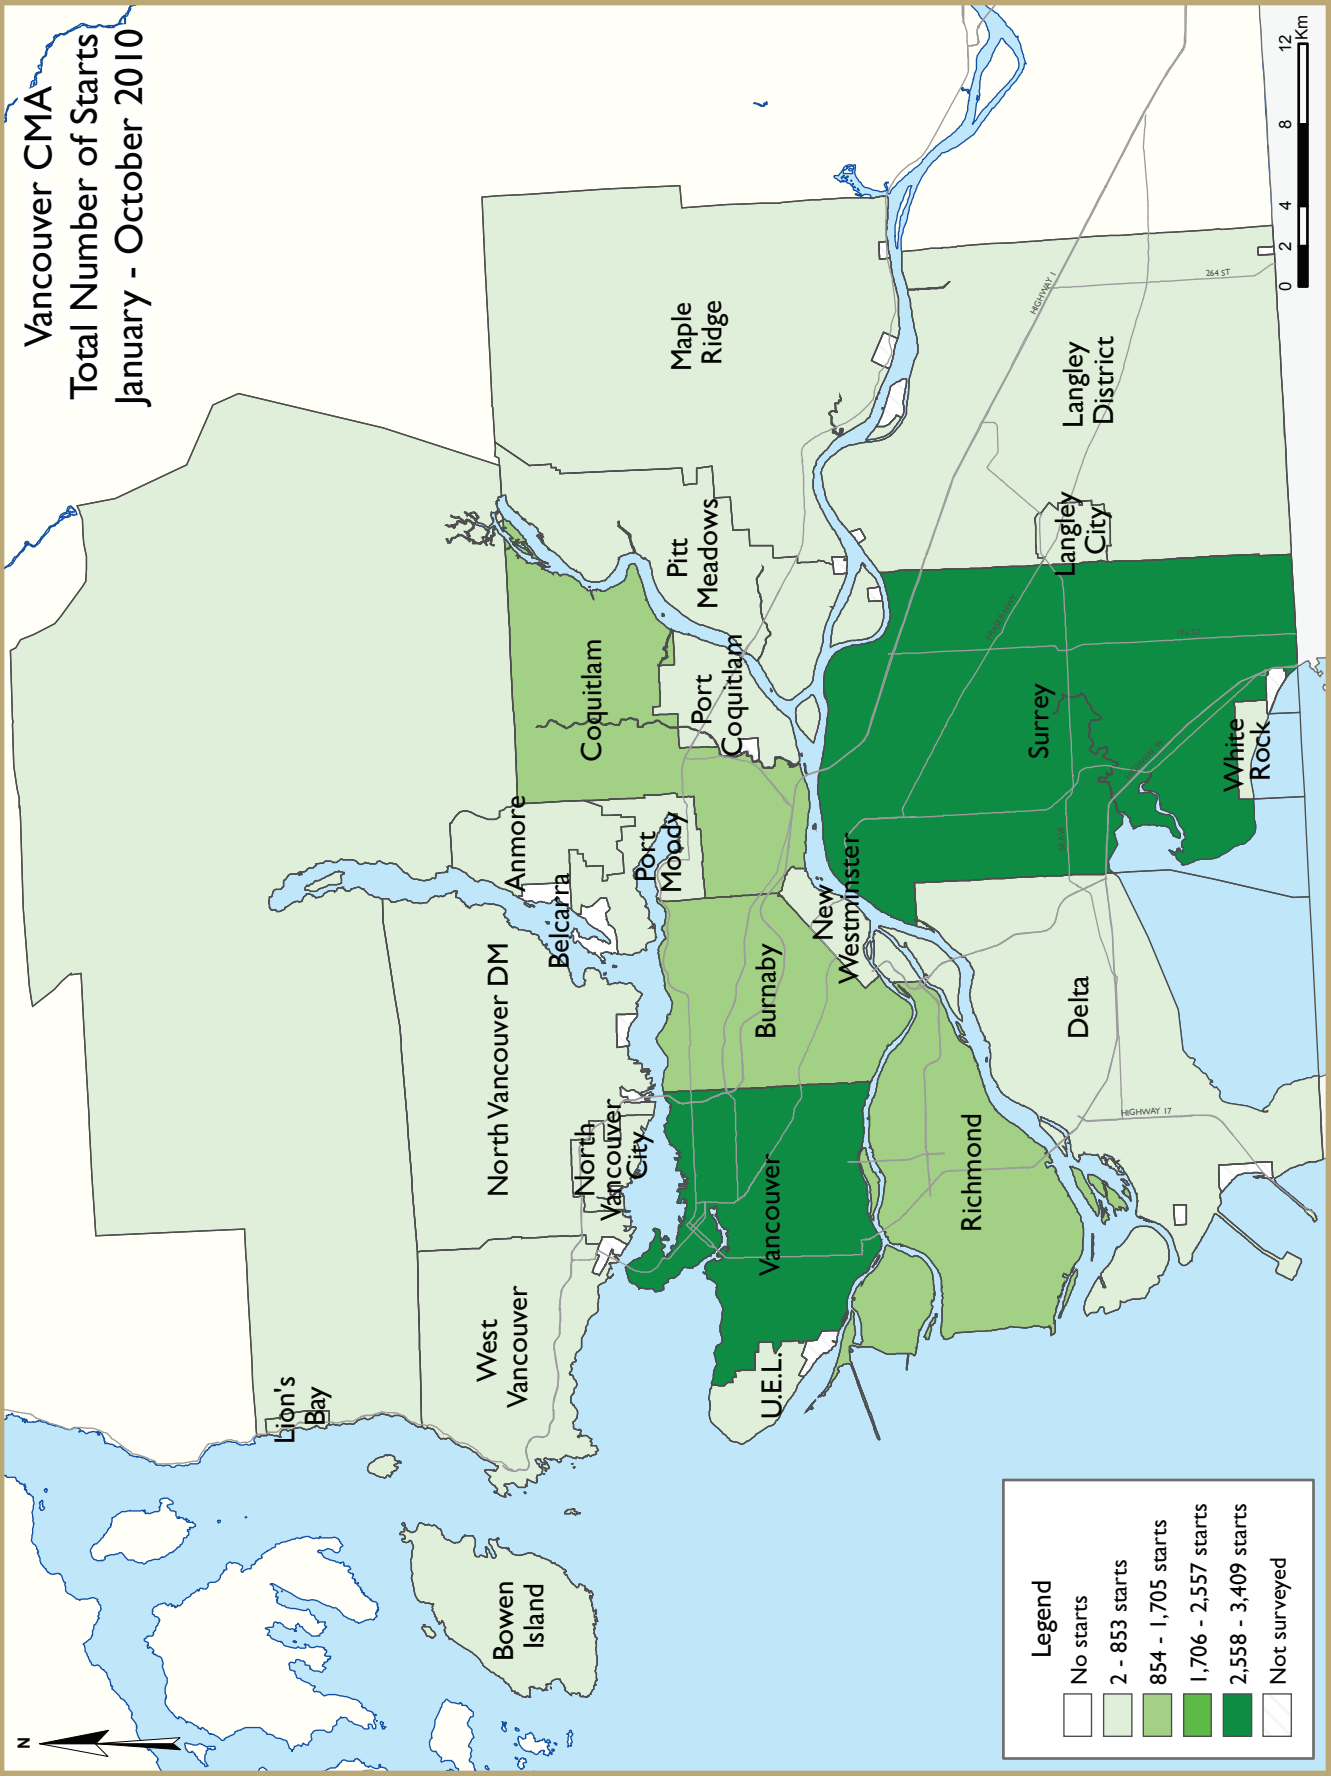 Vancouver CMA
Total Number of Starts
January - October 2010
N
Lion's
Bay
Bowen
Island
West
Vancouver
North Vancouver DM
North
Vancouver
City
Belcarra
Anmore
Port
Moody
Coquitlam
Port
Coquitlam
Pitt
Meadows
Maple
Ridge
U.E.L.
Vancouver
Burnaby
New
Westminster
Richmond
Delta
Surrey
White
Rock
Langley
City
Langley
District
HIGHWAY 1
264 ST
176 ST
HIGHWAY 17
Legend
No starts
2 - 853 starts
854 - 1,705 starts
1,706 - 2,557 starts
2,558 - 3,409 starts
Not surveyed
0 2 4 8 12
Km